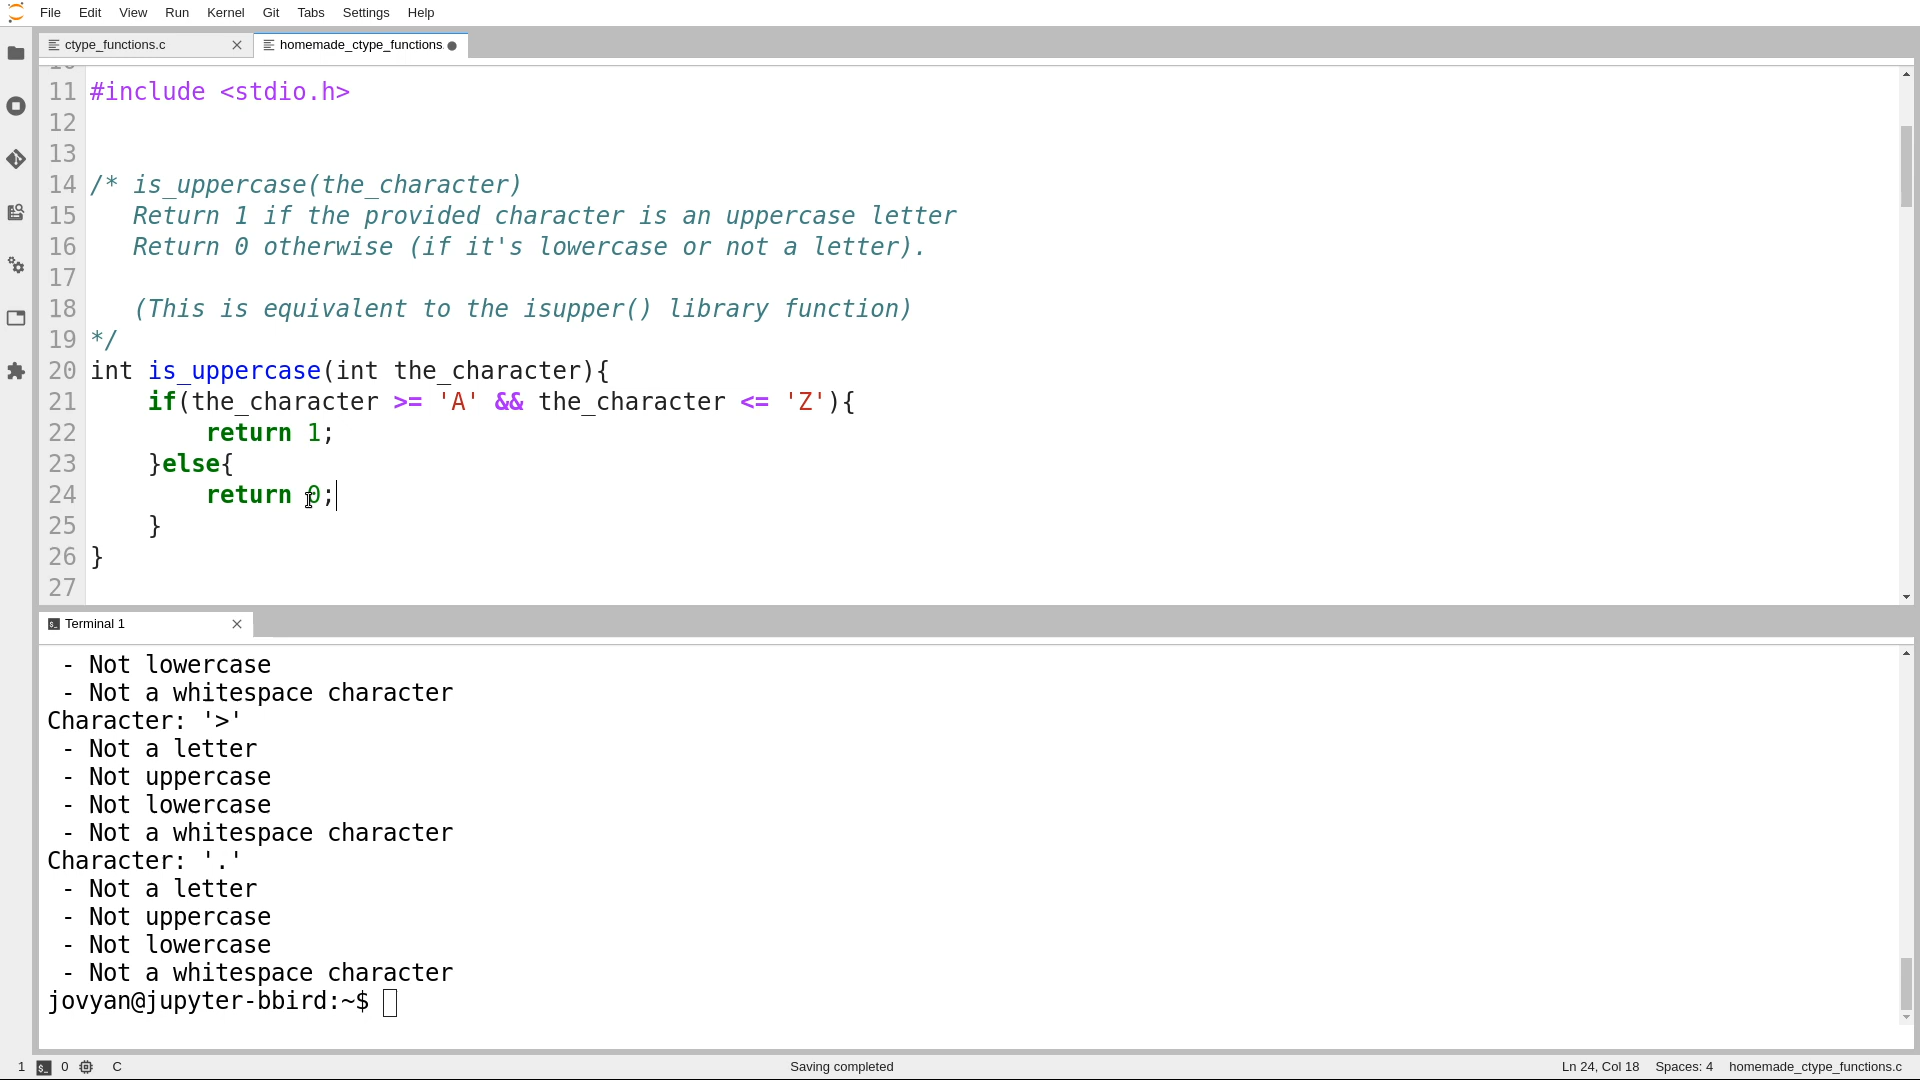 File Edit View Run Kernel Git Tabs Settings Help
ctype_functions.c homemade_ctype_functions.
11 #include <stdio.h>
12
13
14 /* is_uppercase(the_character)
15 Return 1 if the provided character is an uppercase letter
16 Return 0 otherwise (if it's lowercase or not a letter).
17
18 (This is equivalent to the isupper() library function)
19 */
20 int is_uppercase(int the_character){
21 if(the_character >= 'A' && the_character <= 'Z'){
22 return 1;
23 }else{
24 return 0;
25 }
26 }
27
Terminal 1
- Not lowercase
- Not a whitespace character
Character: '>'
- Not a letter
- Not uppercase
- Not lowercase
- Not a whitespace character
Character: '.'
- Not a letter
- Not uppercase
- Not lowercase
- Not a whitespace character
jovyan@jupyter-bbird:~$
1 0 C Saving completed Ln 24, Col 18 Spaces: 4 homemade_ctype_functions.c